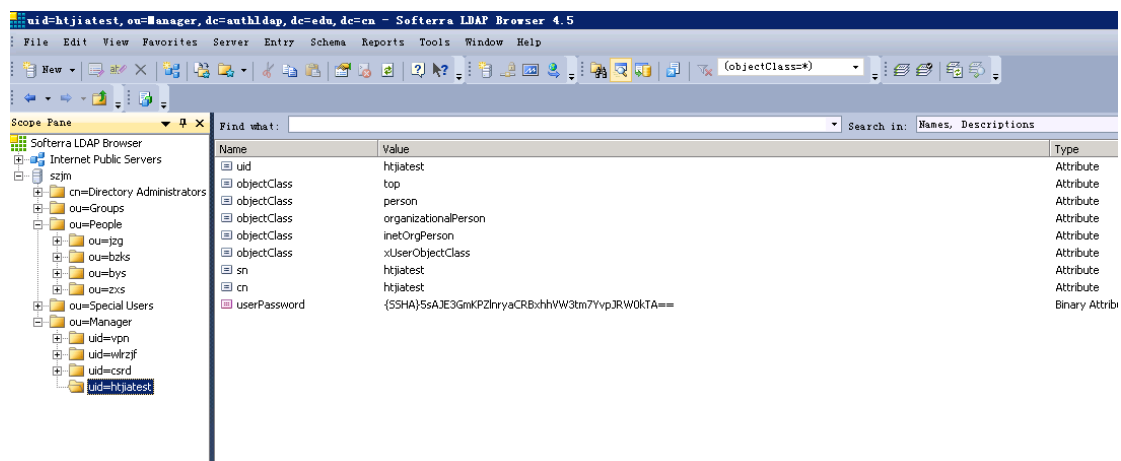 uid=htjiatest, ou=Manager, dc=authldap, dc=edu, dc=cn - Softerra LDAP Browser 4.5
File Edit View Favorites Server Entry Schema Reports Tools Window Help
New (objectClass=*)
Scope Pane Find what: Search in: Names, Descriptions
Softerra LDAP Browser
Internet Public Servers
szjm
cn=Directory Administrators
ou=Groups
ou=People
ou=jzg
ou=bzks
ou=bys
ou=zxs
ou=Special Users
ou=Manager
uid=vpn
uid=wlrzjf
uid=csrd
uid=htjiatest
Name Value Type
uid htjiatest Attribute
objectClass top Attribute
objectClass person Attribute
objectClass organizationalPerson Attribute
objectClass inetOrgPerson Attribute
objectClass xUserObjectClass Attribute
sn htjiatest Attribute
cn htjiatest Attribute
userPassword {SSHA}5sAJE3GmKPZlnryaCRBxhhVW3tm7YvpJRW0kTA== Binary Attrib